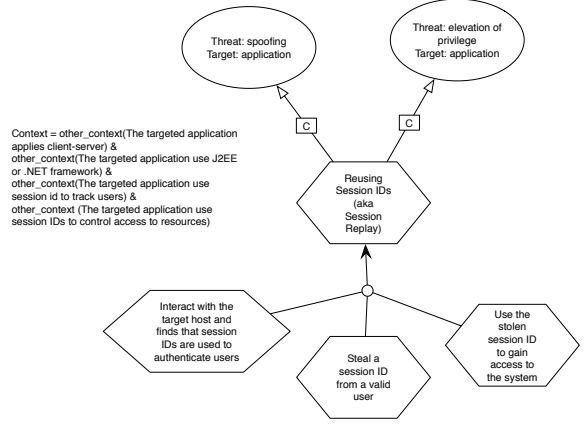 Threat: spoofing
Target: application
Threat: elevation of
privilege
Target: application
C
C
Context = other_context(The targeted application
applies client-server) &
other_context(The targeted application use J2EE
or .NET framework) &
other_context(The targeted application use
session id to track users) &
other_context (The targeted application use
session IDs to control access to resources)
Reusing
Session IDs
(aka
Session
Replay)
Interact with the
target host and
finds that session
IDs are used to
authenticate users
Steal a
session ID
from a valid
user
Use the
stolen
session ID
to gain
access to
the system